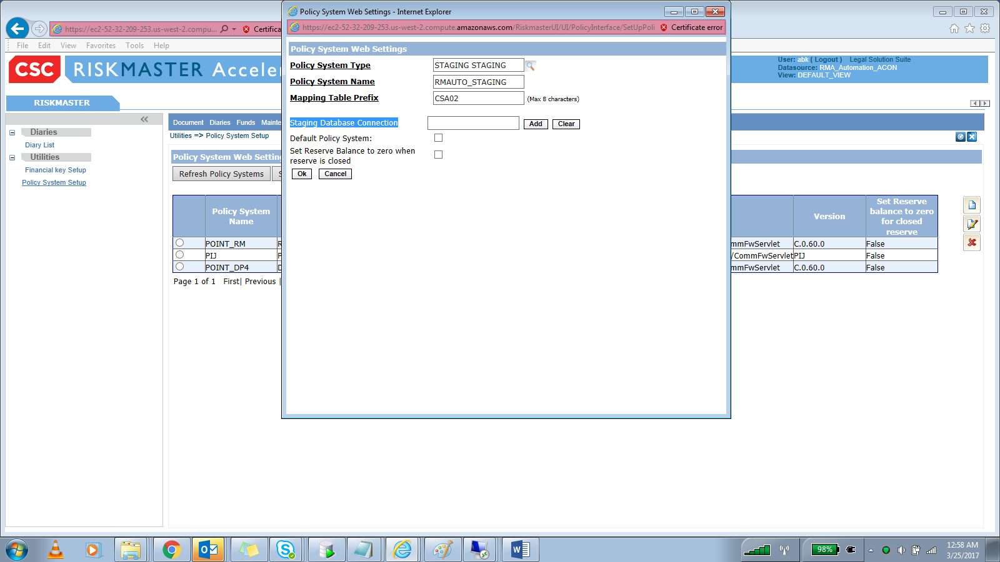 Policy System Web Settings - Internet Explorer
https://ec2-52-32-209-253.us-west-2.compute.amazonaws.com/RiskmasterUI/UI/PolicyInterface/SetUpPoli
Certificate error
https://ec2-52-32-209-253.us-west-2.compu...
Certifica
File Edit View Favorites Tools Help
CSC RISKMASTER Acceler
User: abk ( Logout ) Legal Solution Suite
Datasource: RMA_Automation_ACON
View: DEFAULT_VIEW
RISKMASTER
Diaries
Diary List
Utilities
Financial key Setup
Policy System Setup
Document Diaries Funds Mainte
Utilities => Policy System Setup
Policy System Web Setting
Refresh Policy Systems
Policy System Name
Version
Set Reserve balance to zero for closed reserve
POINT_RM mmFwServlet C.0.60.0 False
PIJ /CommFwServlet PIJ False
POINT_DP4 mmFwServlet C.0.60.0 False
Page 1 of 1 First| Previous |
Policy System Web Settings
Policy System Type STAGING STAGING
Policy System Name RMAUTO_STAGING
Mapping Table Prefix CSA02 (Max 8 characters)
Staging Database Connection Add Clear
Default Policy System:
Set Reserve Balance to zero when
reserve is closed
Ok Cancel
98%
12:58 AM
3/25/2017